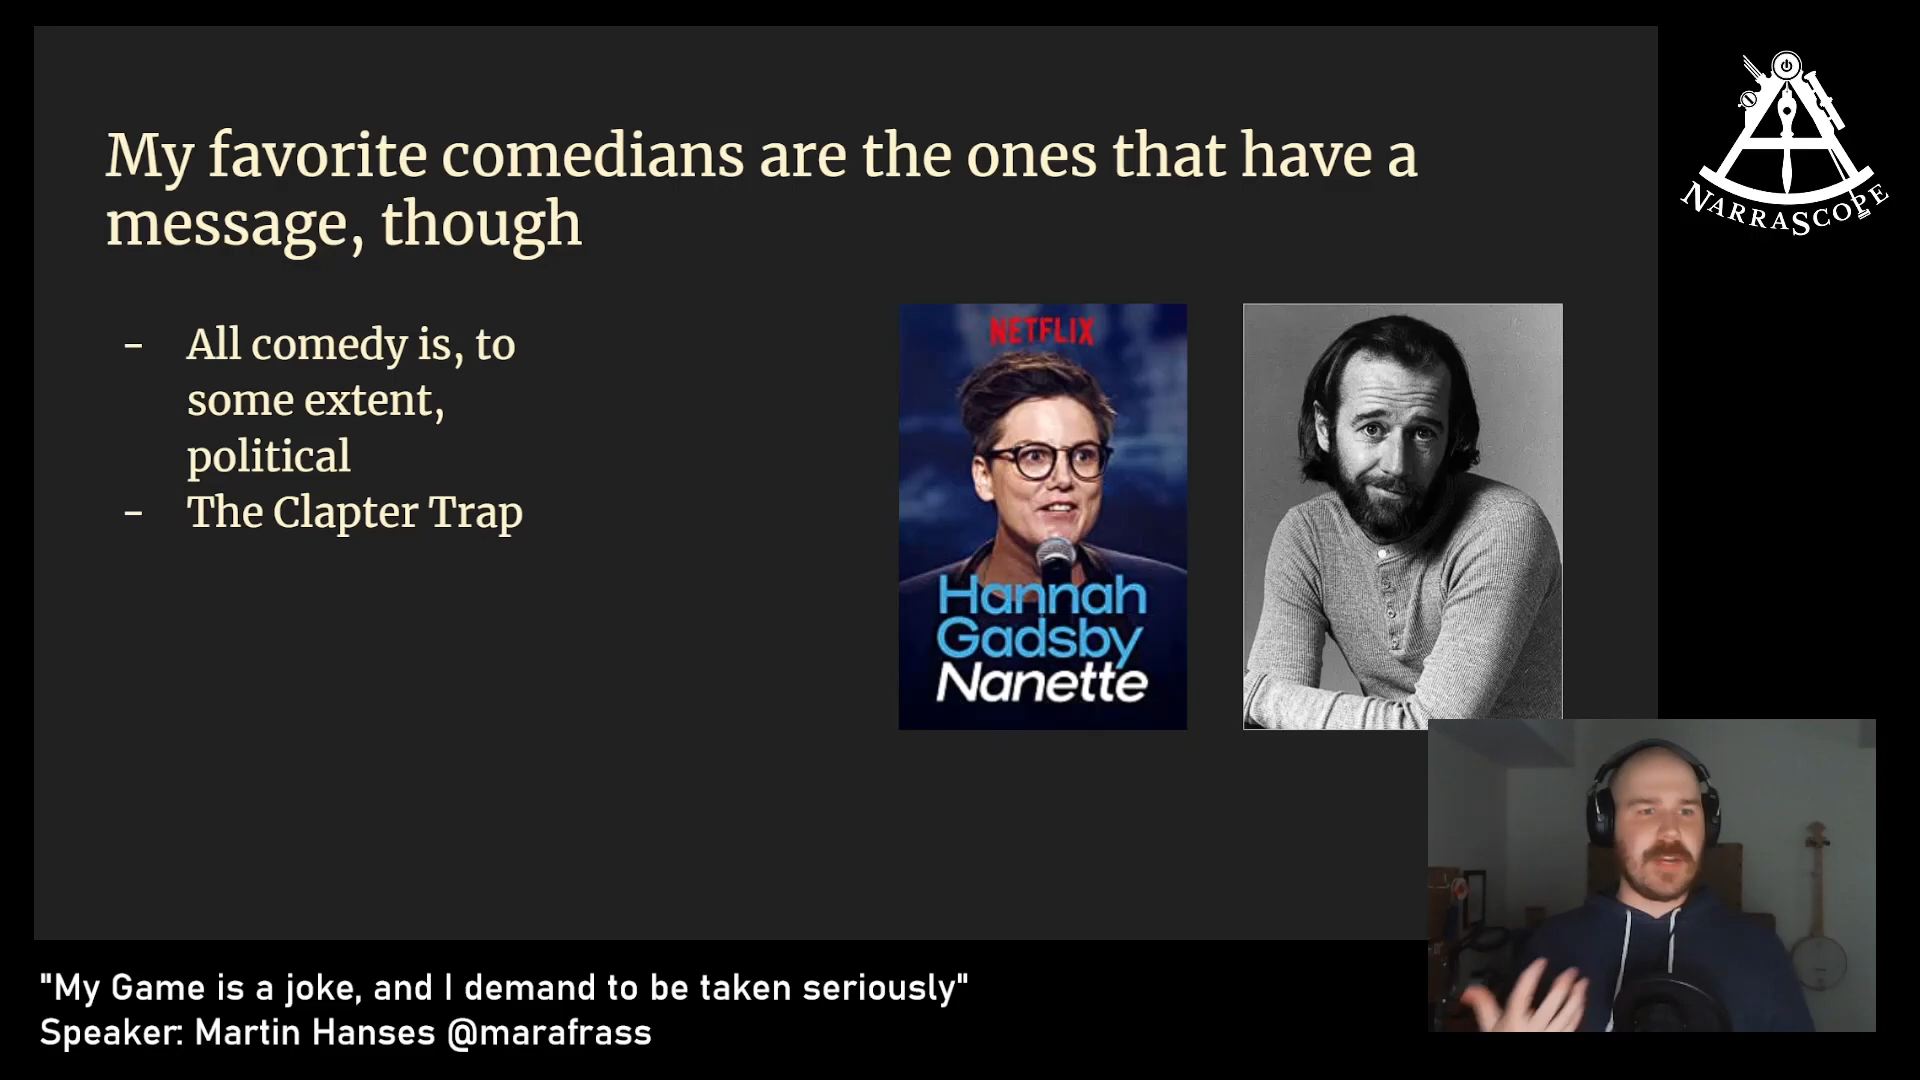 My favorite comedians are the ones that have a
message, though
- All comedy is, to
some extent,
political
- The Clapter Trap
NETFLIX
Hannah
Gadsby
Nanette
NARRASCOPE
"My Game is a joke, and I demand to be taken seriously"
Speaker: Martin Hanses @marafrass